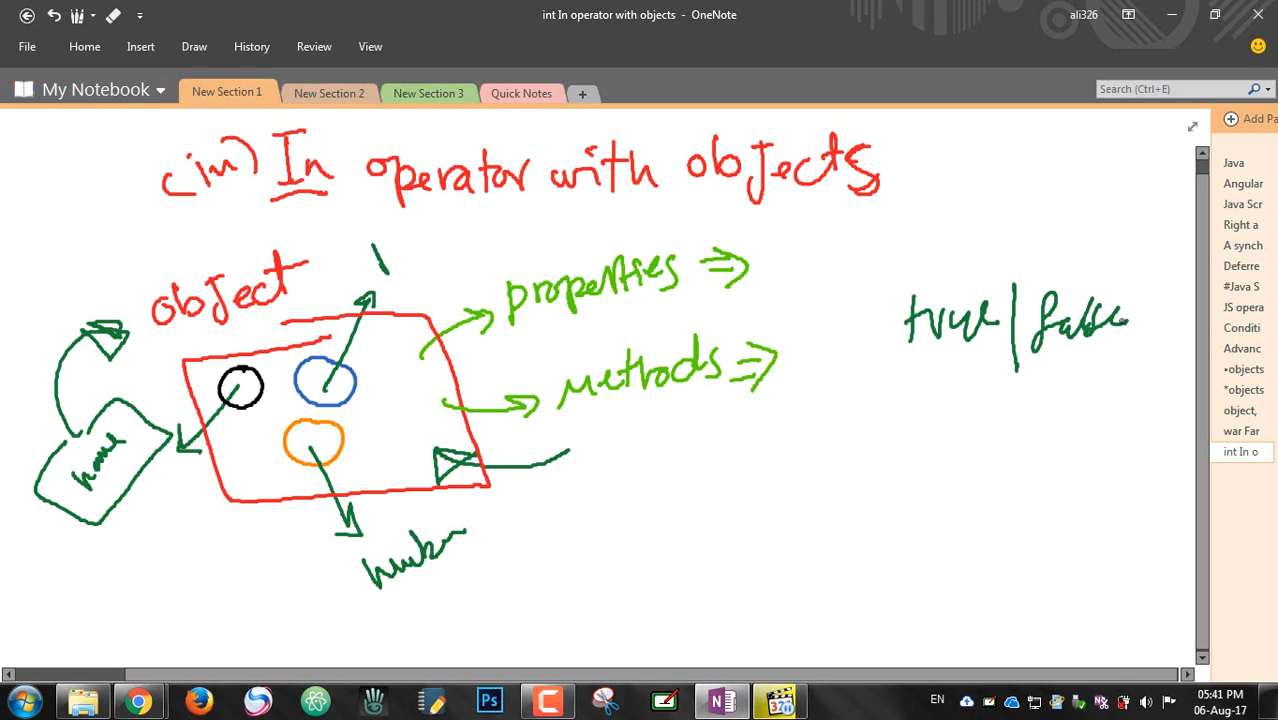 int In operator with objects - OneNote
ali326
File
Home
Insert
Draw
History
Review
View
My Notebook
New Section 1
New Section 2
New Section 3
Quick Notes
Search (Ctrl+E)
Add Pa
(in) In operator with objects
object
properties ⇒
methods ⇒
true | false
name
Java
Angular
Java Scr
Right a
A synch
Deferre
#Java S
JS opera
Conditi
Advanc
•objects
*objects
object,
war Far
int In o
Ps
EN
05:41 PM
06-Aug-17